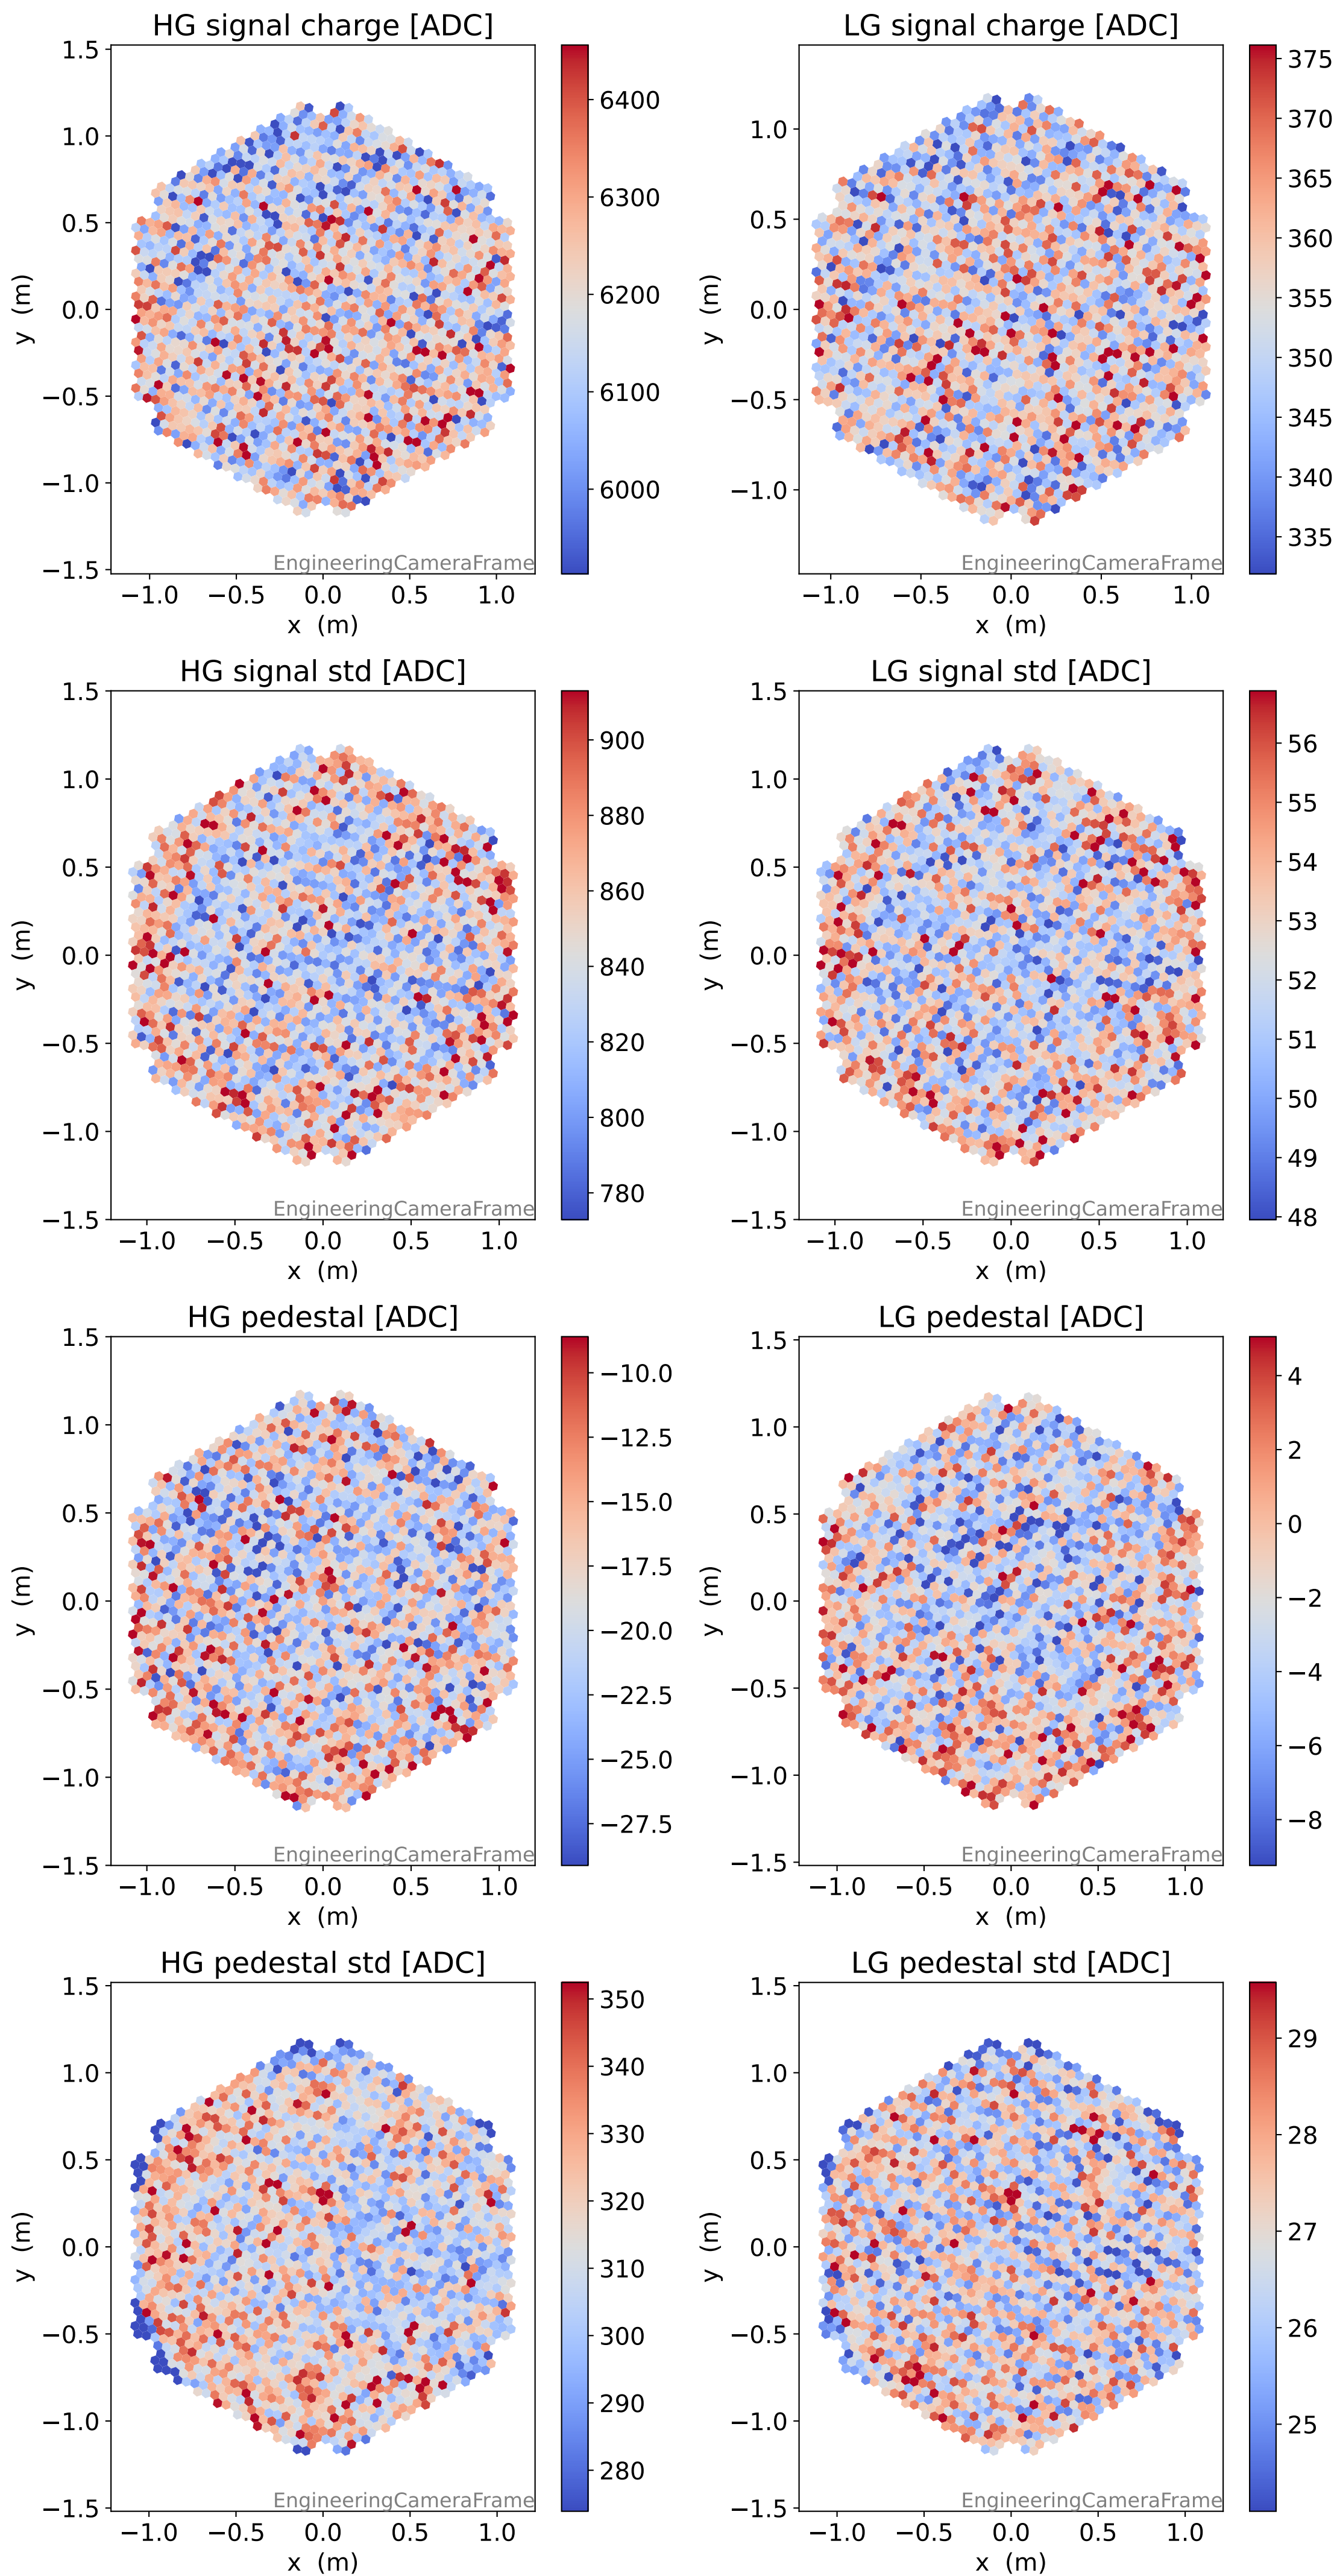 HG signal charge [ADC]
1.5
1.0
0.5
0.0
−0.5
−1.0
−1.5
y (m)
−1.0 −0.5 0.0 0.5 1.0
x (m)
EngineeringCameraFrame
6400
6300
6200
6100
6000
LG signal charge [ADC]
1.0
0.5
0.0
−0.5
−1.0
y (m)
−1.0 −0.5 0.0 0.5 1.0
x (m)
EngineeringCameraFrame
375
370
365
360
355
350
345
340
335
HG signal std [ADC]
1.5
1.0
0.5
0.0
−0.5
−1.0
−1.5
y (m)
−1.0 −0.5 0.0 0.5 1.0
x (m)
EngineeringCameraFrame
900
880
860
840
820
800
780
LG signal std [ADC]
1.5
1.0
0.5
0.0
−0.5
−1.0
−1.5
y (m)
−1.0 −0.5 0.0 0.5 1.0
x (m)
EngineeringCameraFrame
56
55
54
53
52
51
50
49
48
HG pedestal [ADC]
1.5
1.0
0.5
0.0
−0.5
−1.0
−1.5
y (m)
−1.0 −0.5 0.0 0.5 1.0
x (m)
EngineeringCameraFrame
−10.0
−12.5
−15.0
−17.5
−20.0
−22.5
−25.0
−27.5
LG pedestal [ADC]
1.5
1.0
0.5
0.0
−0.5
−1.0
−1.5
y (m)
−1.0 −0.5 0.0 0.5 1.0
x (m)
EngineeringCameraFrame
4
2
0
−2
−4
−6
−8
HG pedestal std [ADC]
1.5
1.0
0.5
0.0
−0.5
−1.0
−1.5
y (m)
−1.0 −0.5 0.0 0.5 1.0
x (m)
EngineeringCameraFrame
350
340
330
320
310
300
290
280
LG pedestal std [ADC]
1.5
1.0
0.5
0.0
−0.5
−1.0
−1.5
y (m)
−1.0 −0.5 0.0 0.5 1.0
x (m)
EngineeringCameraFrame
29
28
27
26
25